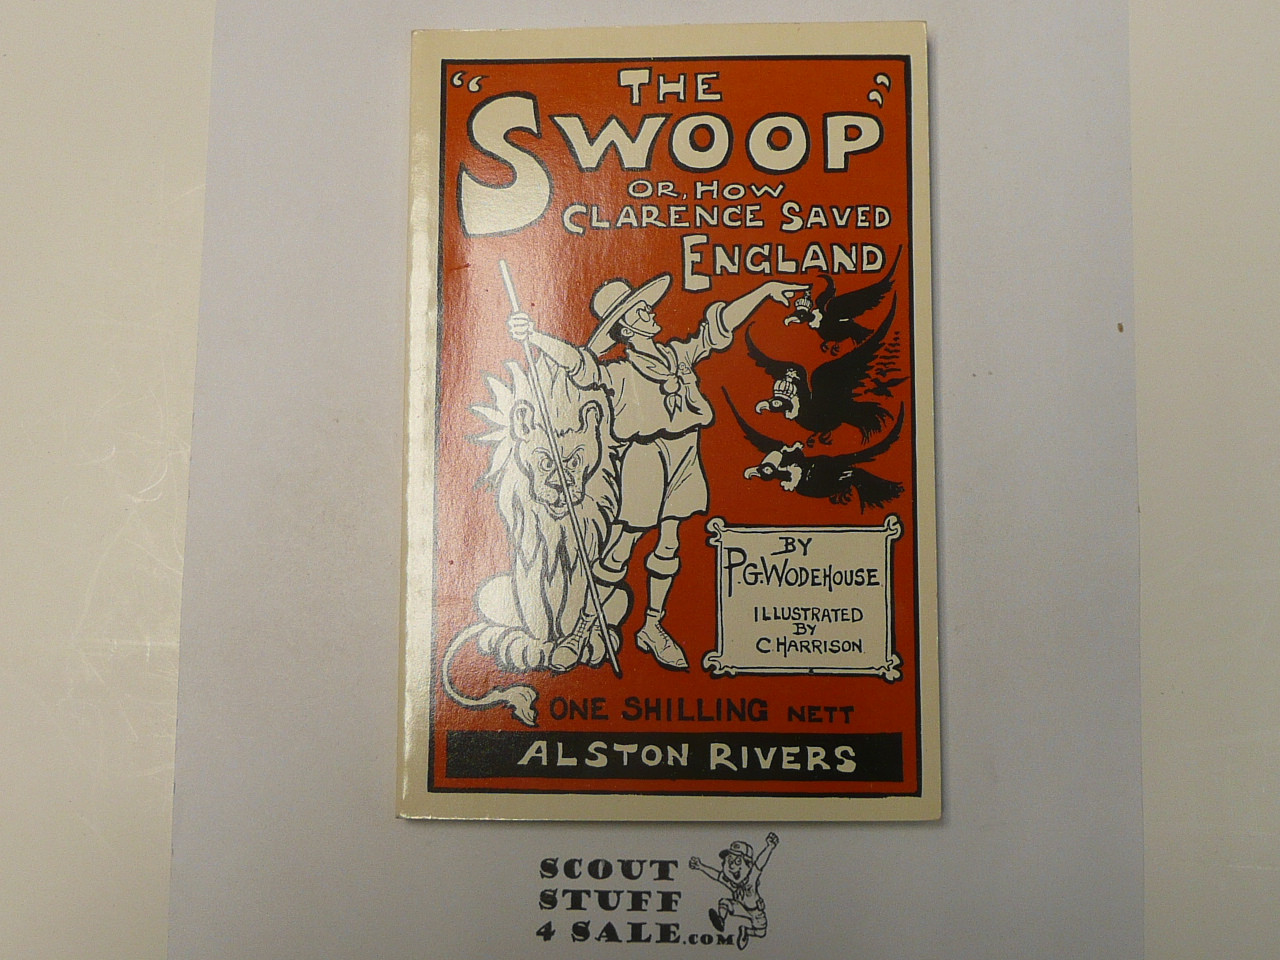 “THE
SWOOP”
OR, HOW
CLARENCE SAVED
ENGLAND
BY
P.G. WODEHOUSE
ILLUSTRATED
BY
C. HARRISON
ONE SHILLING NETT
ALSTON RIVERS
SCOUT
STUFF
4 SALE.COM